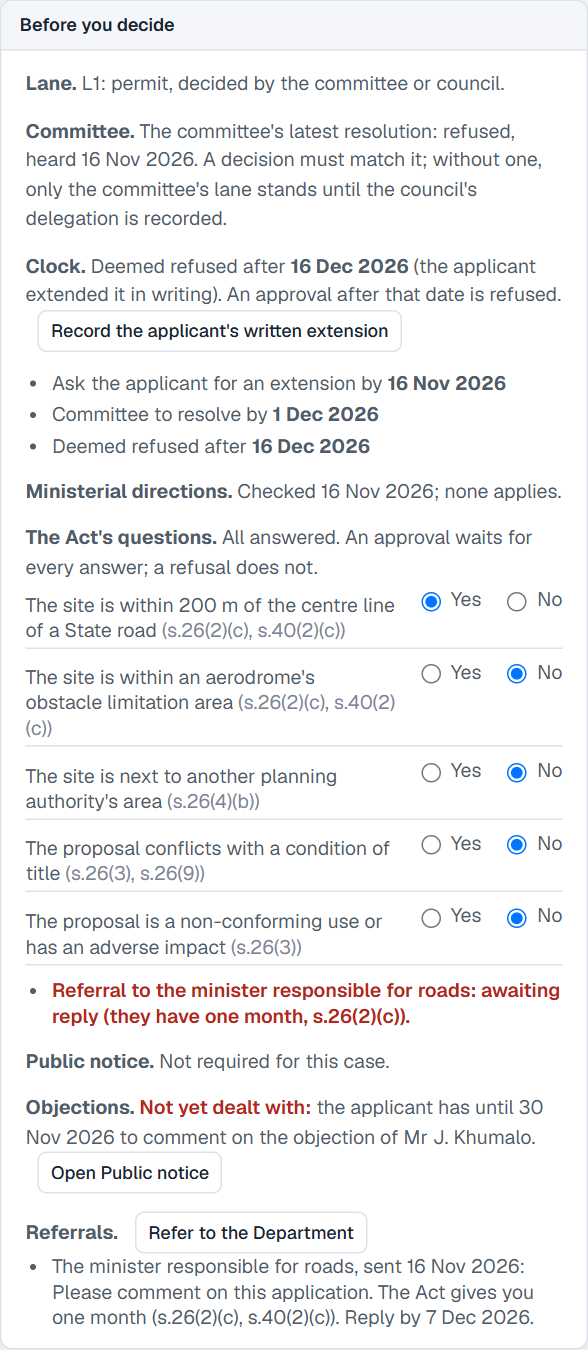 Before you decide
Lane. L1: permit, decided by the committee or council.
Committee. The committee's latest resolution: refused,
heard 16 Nov 2026. A decision must match it; without one,
only the committee's lane stands until the council's
delegation is recorded.
Clock. Deemed refused after 16 Dec 2026 (the applicant
extended it in writing). An approval after that date is refused.
Record the applicant's written extension
• Ask the applicant for an extension by 16 Nov 2026
• Committee to resolve by 1 Dec 2026
• Deemed refused after 16 Dec 2026
Ministerial directions. Checked 16 Nov 2026; none applies.
The Act's questions. All answered. An approval waits for
every answer; a refusal does not.
The site is within 200 m of the centre line Yes No
of a State road (s.26(2)(c), s.40(2)(c))
The site is within an aerodrome's Yes No
obstacle limitation area (s.26(2)(c), s.40(2)
(c))
The site is next to another planning Yes No
authority's area (s.26(4)(b))
The proposal conflicts with a condition of Yes No
title (s.26(3), s.26(9))
The proposal is a non-conforming use or Yes No
has an adverse impact (s.26(3))
• Referral to the minister responsible for roads: awaiting
reply (they have one month, s.26(2)(c)).
Public notice. Not required for this case.
Objections. Not yet dealt with: the applicant has until 30
Nov 2026 to comment on the objection of Mr J. Khumalo.
Open Public notice
Referrals. Refer to the Department
• The minister responsible for roads, sent 16 Nov 2026:
Please comment on this application. The Act gives you
one month (s.26(2)(c), s.40(2)(c)). Reply by 7 Dec 2026.